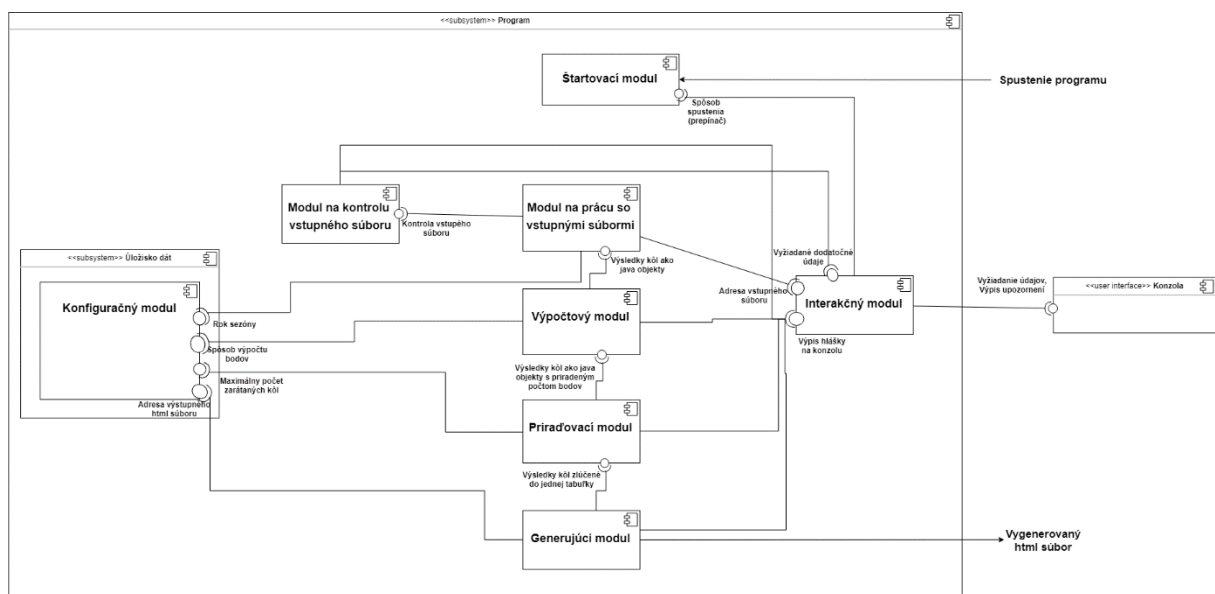 <<subsystem>> Program
Štartovací modul
Spustenie programu
Spôsob
spustenia
(prepínač)
Modul na kontrolu
vstupného súboru
Kontrola vstupého
súboru
Modul na prácu so
vstupnými súbormi
Výsledky kôl ako
java objekty
Vyžiadané dodatočné
údaje
Adresa vstupného
súboru
Interakčný modul
Výpis hlášky
na konzolu
Vyžiadanie údajov,
Výpis upozornení
<<user interface>> Konzola
<<subsystem>> Úložisko dát
Konfiguračný modul
Rok sezóny
Spôsob výpočtu
bodov
Maximálny počet
zarátaných kôl
Adresa výstupného
html súboru
Výpočtový modul
Výsledky kôl ako java
objekty s priradeným
počtom bodov
Priraďovací modul
Výsledky kôl zlúčené
do jednej tabuľky
Generujúci modul
Vygenerovaný
html súbor